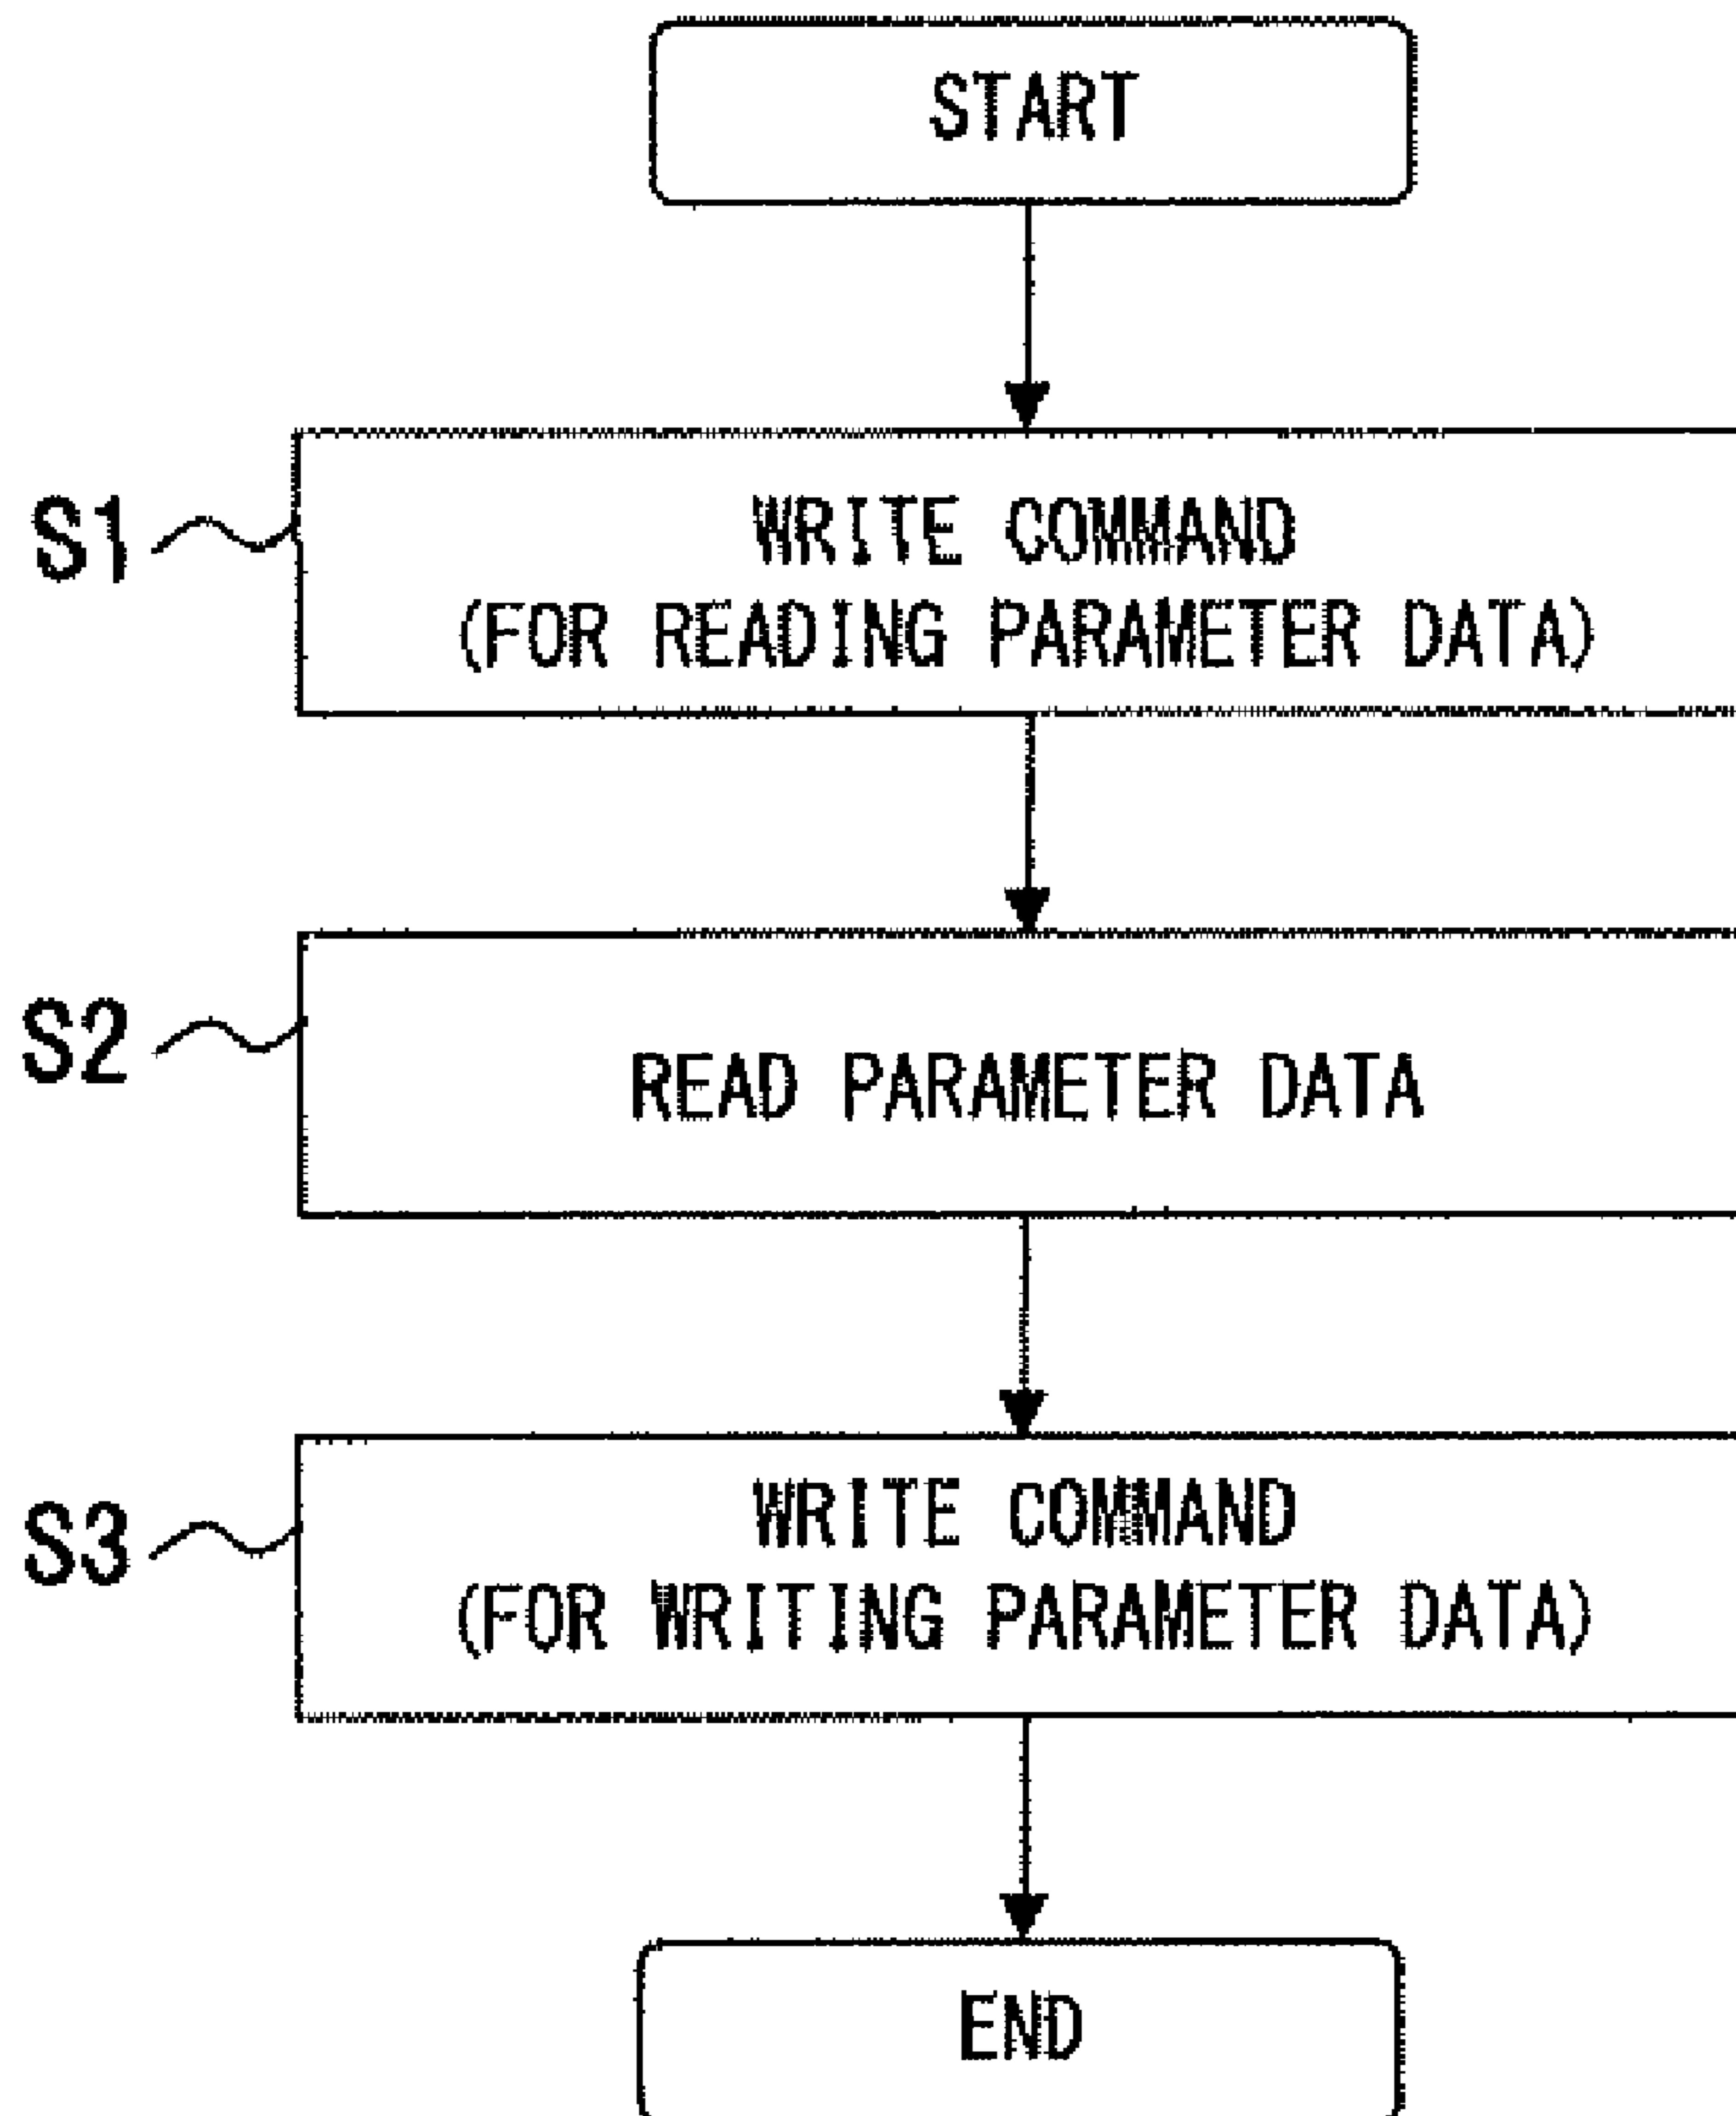 START
S1
WRITE COMMAND
(FOR READING PARAMETER DATA)
S2
READ PARAMETER DATA
S3
WRITE COMMAND
(FOR WRITING PARAMETER DATA)
END